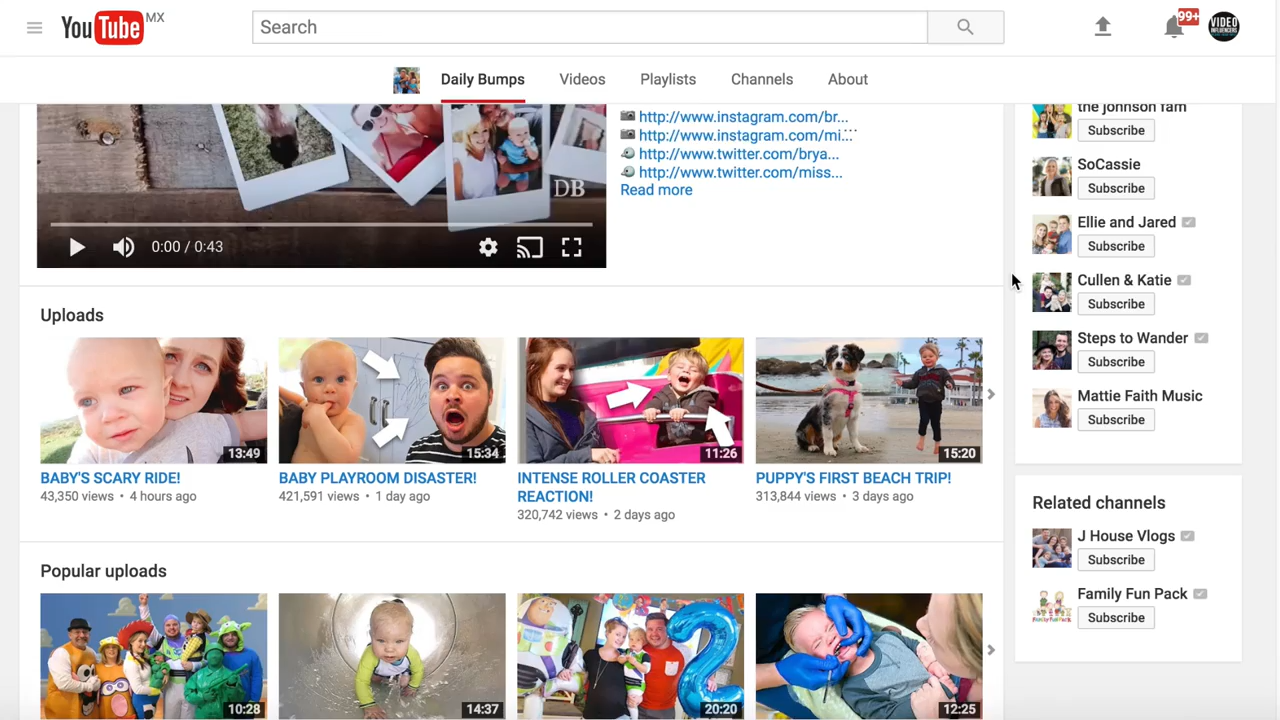 YouTube MX
Search
99+
VIDEO
INFLUENCERS
Daily Bumps
Videos
Playlists
Channels
About
DB
0:00 / 0:43
http://www.instagram.com/br...
http://www.instagram.com/mi...
http://www.twitter.com/brya...
http://www.twitter.com/miss...
Read more
the johnson fam
Subscribe
SoCassie
Subscribe
Ellie and Jared
Subscribe
Cullen & Katie
Subscribe
Steps to Wander
Subscribe
Mattie Faith Music
Subscribe
Uploads
13:49
BABY'S SCARY RIDE!
43,350 views • 4 hours ago
15:34
BABY PLAYROOM DISASTER!
421,591 views • 1 day ago
11:26
INTENSE ROLLER COASTER
REACTION!
320,742 views • 2 days ago
15:20
PUPPY'S FIRST BEACH TRIP!
313,844 views • 3 days ago
Related channels
J House Vlogs
Subscribe
Family Fun Pack
Subscribe
Popular uploads
10:28
14:37
2
20:20
12:25